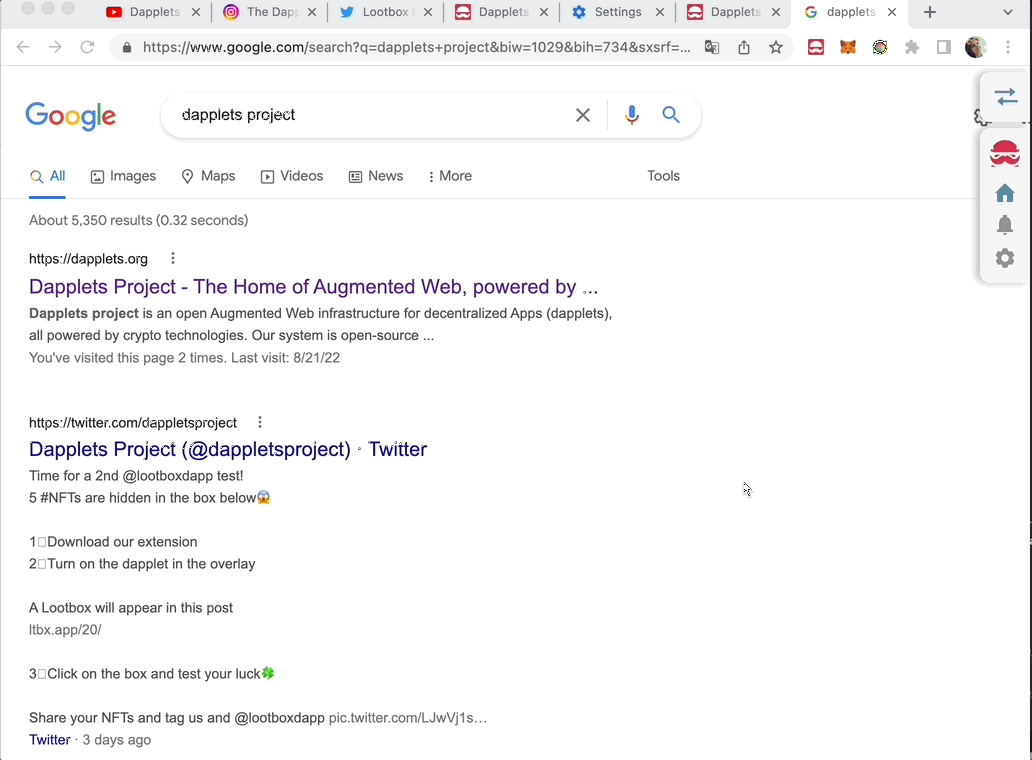 Dapplets
The Dapp
Lootbox
Dapplets
Settings
Dapplets
dapplets
https://www.google.com/search?q=dapplets+project&biw=1029&bih=734&sxsrf=...
Google
dapplets project
All
Images
Maps
Videos
News
More
Tools
About 5,350 results (0.32 seconds)
https://dapplets.org
Dapplets Project - The Home of Augmented Web, powered by ...
Dapplets project is an open Augmented Web infrastructure for decentralized Apps (dapplets),
all powered by crypto technologies. Our system is open-source ...
You've visited this page 2 times. Last visit: 8/21/22
https://twitter.com/dappletsproject
Dapplets Project (@dappletsproject) · Twitter
Time for a 2nd @lootboxdapp test!
5 #NFTs are hidden in the box below😱
1□Download our extension
2□Turn on the dapplet in the overlay
A Lootbox will appear in this post
ltbx.app/20/
3□Click on the box and test your luck🍀
Share your NFTs and tag us and @lootboxdapp pic.twitter.com/LJwVj1s…
Twitter · 3 days ago